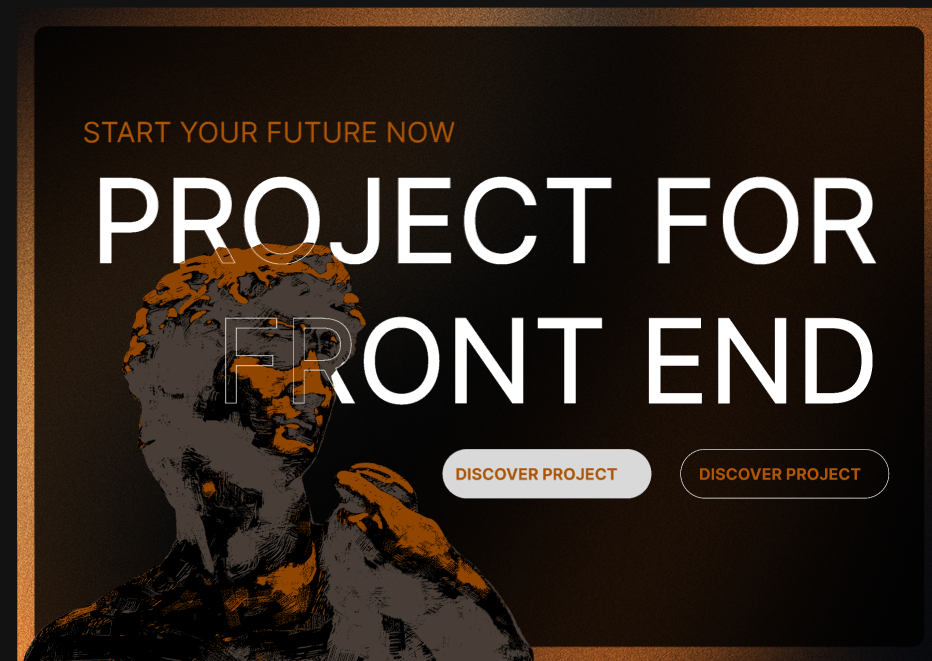 START YOUR FUTURE NOW
PROJECT FOR
FRONT END
DISCOVER PROJECT
DISCOVER PROJECT